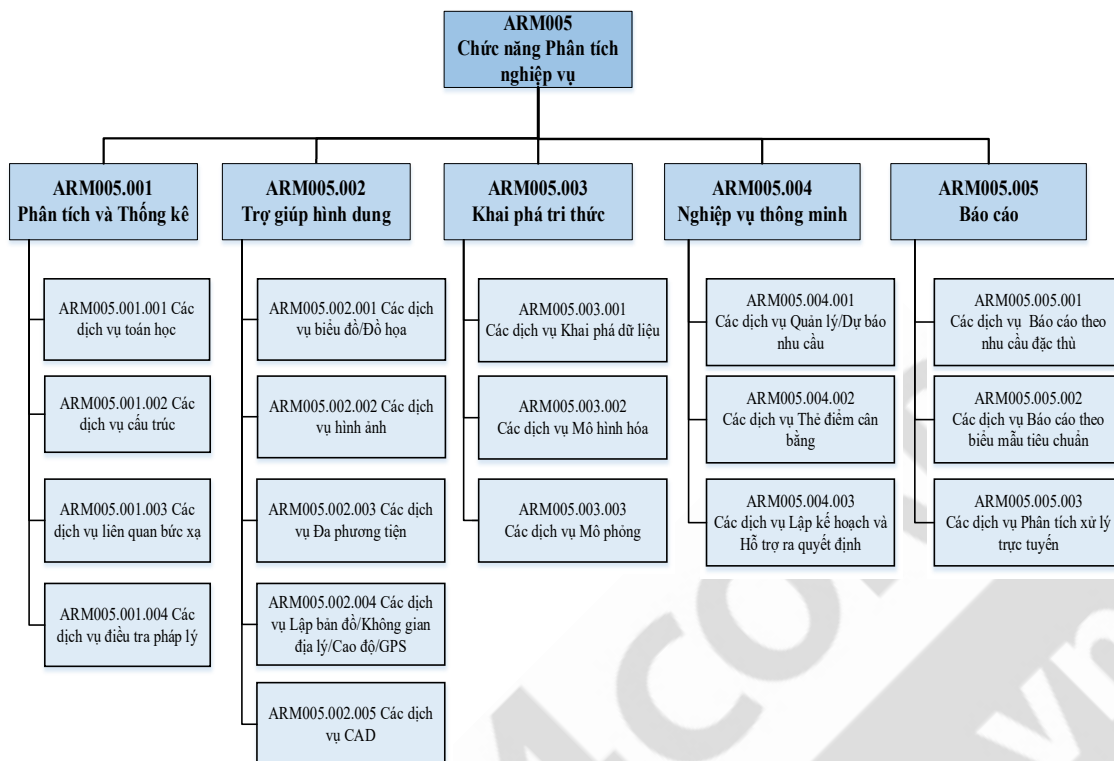 ARM005
Chức năng Phân tích
nghiệp vụ
ARM005.001
Phân tích và Thống kê
ARM005.002
Trợ giúp hình dung
ARM005.003
Khai phá tri thức
ARM005.004
Nghiệp vụ thông minh
ARM005.005
Báo cáo
ARM005.001.001 Các
dịch vụ toán học
ARM005.001.002 Các
dịch vụ cấu trúc
ARM005.001.003 Các
dịch vụ liên quan bức xạ
ARM005.001.004 Các
dịch vụ điều tra pháp lý
ARM005.002.001 Các dịch
vụ biểu đồ/Đồ họa
ARM005.002.002 Các dịch
vụ hình ảnh
ARM005.002.003 Các dịch
vụ Đa phương tiện
ARM005.002.004 Các dịch
vụ Lập bản đồ/Không gian
địa lý/Cao độ/GPS
ARM005.002.005 Các dịch
vụ CAD
ARM005.003.001
Các dịch vụ Khai phá dữ liệu
ARM005.003.002
Các dịch vụ Mô hình hóa
ARM005.003.003
Các dịch vụ Mô phỏng
ARM005.004.001
Các dịch vụ Quản lý/Dự báo
nhu cầu
ARM005.004.002
Các dịch vụ Thẻ điểm cân
bằng
ARM005.004.003
Các dịch vụ Lập kế hoạch và
Hỗ trợ ra quyết định
ARM005.005.001
Các dịch vụ  Báo cáo theo
nhu cầu đặc thù
ARM005.005.002
Các dịch vụ Báo cáo theo
biểu mẫu tiêu chuẩn
ARM005.005.003
Các dịch vụ Phân tích xử lý
trực tuyến